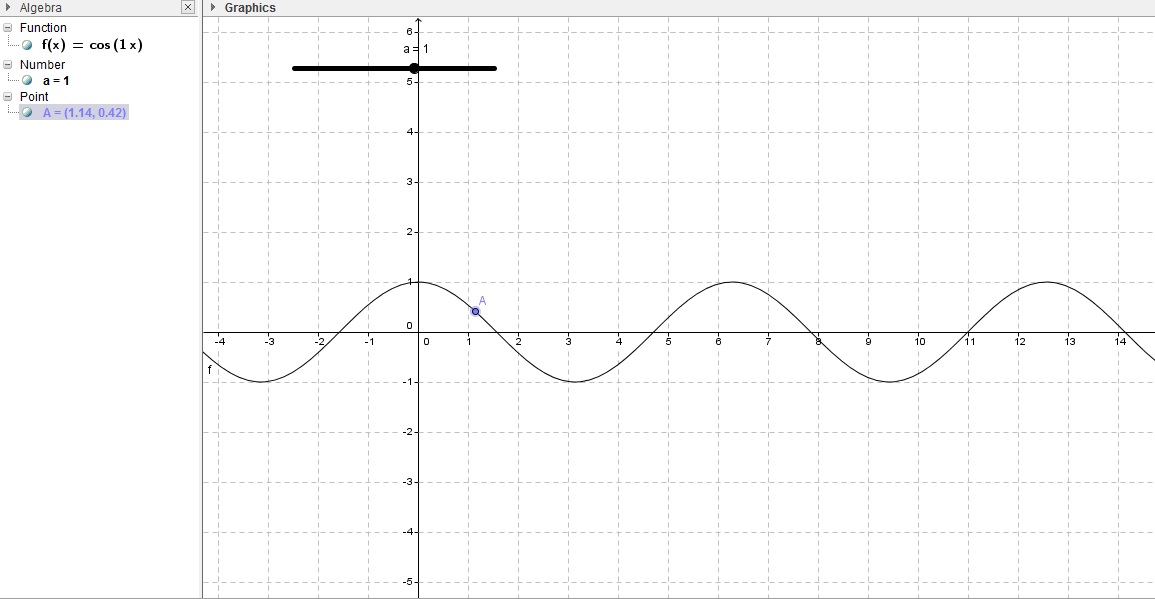 Algebra
Function
f(x) = cos (1 x)
Number
a = 1
Point
A = (1.14, 0.42)
Graphics
6
a = 1
5
4
3
2
1
A
0
-4 -3 -2 -1 0 1 2 3 4 5 6 7 8 9 10 11 12 13 14
f
-1
-2
-3
-4
-5